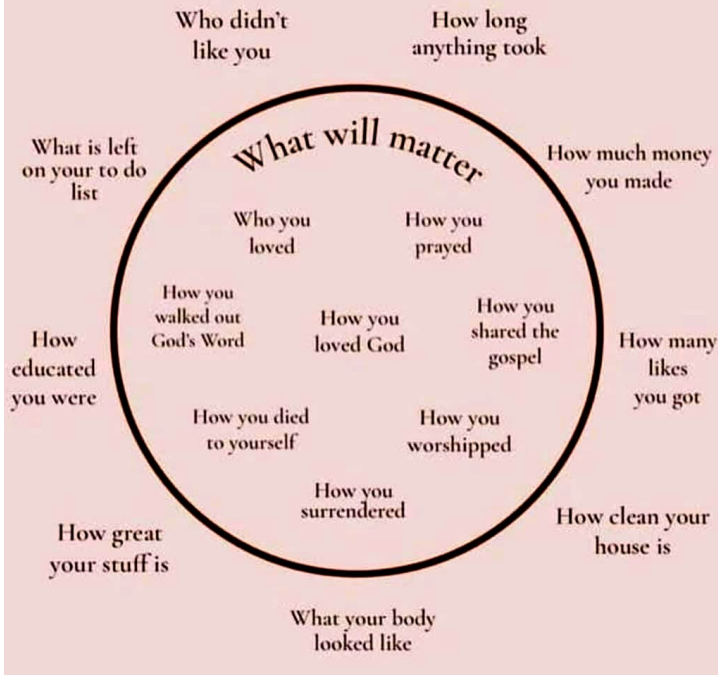 Who didn't
like you
How long
anything took
What is left
on your to do
list
What will matter
How much money
you made
Who you
loved
How you
prayed
How you
walked out
God's Word
How you
loved God
How you
shared the
gospel
How
educated
you were
How many
likes
you got
How you died
to yourself
How you
worshipped
How you
surrendered
How great
your stuff is
How clean your
house is
What your body
looked like